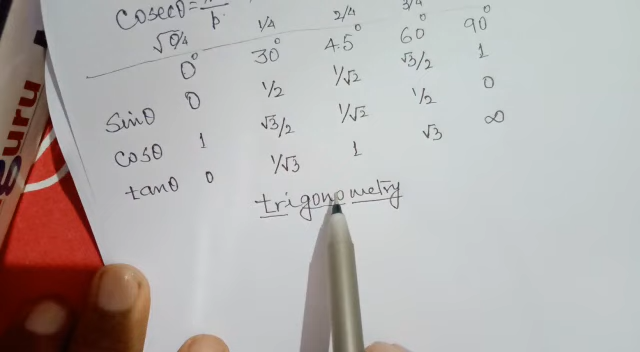 Cosecθ =
p.
√0/4 1/4 2/4 3/4
0° 30° 45° 60° 90°
sinθ 0 1/2 1/√2 √3/2 1
cosθ 1 √3/2 1/√2 1/2 0
tanθ 0 1/√3 1 √3 ∞
trigonometry
uru